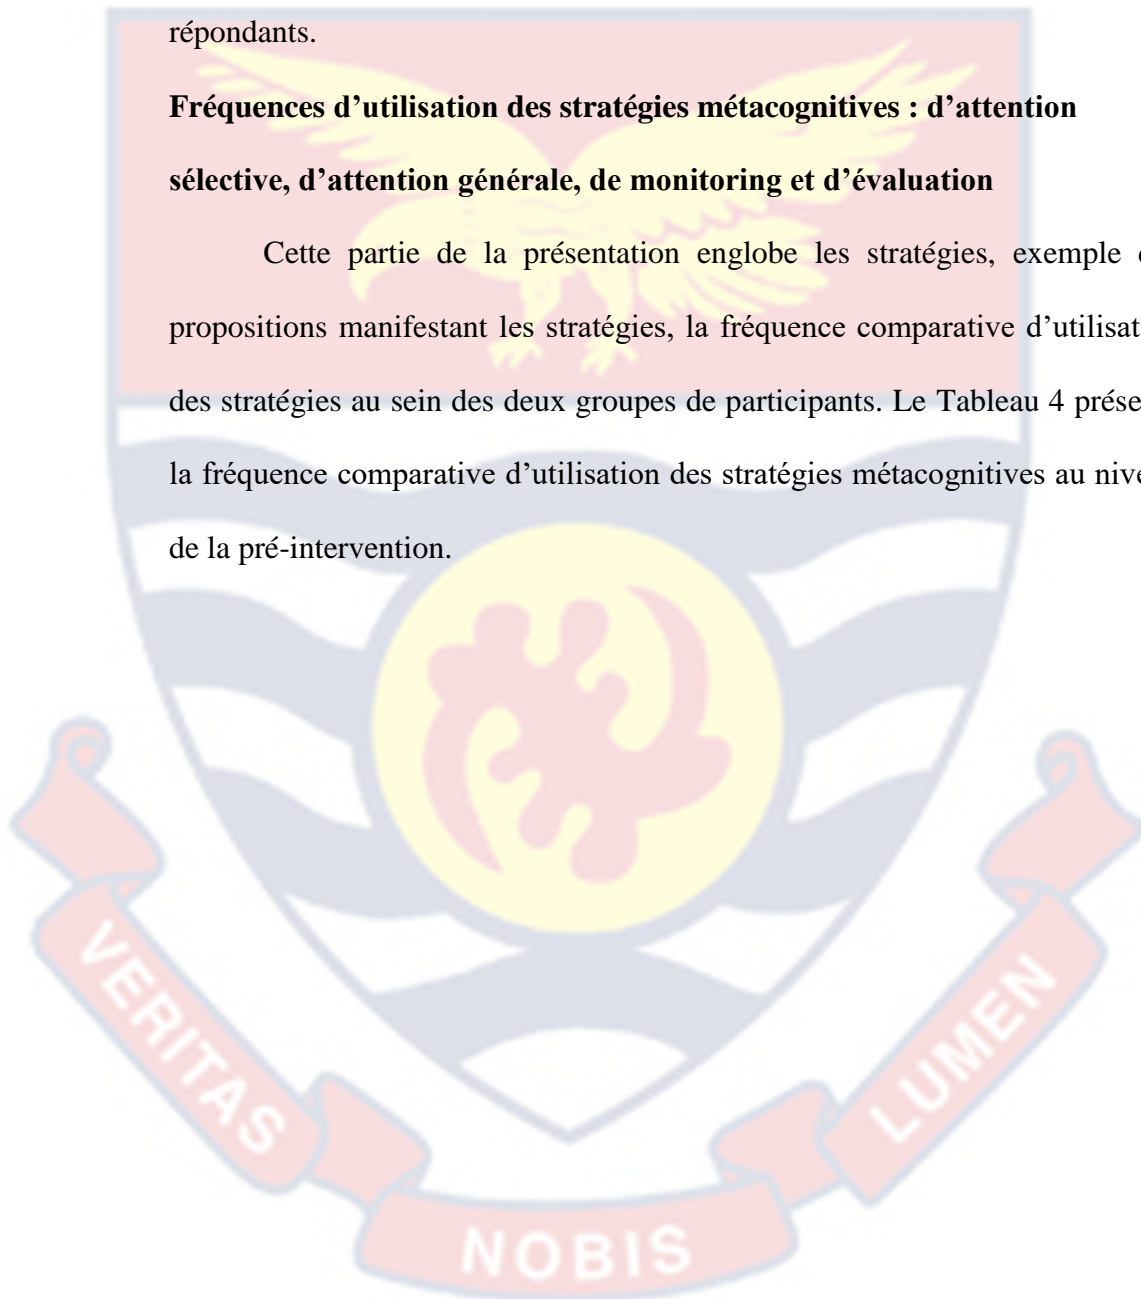 répondants.
Fréquences d'utilisation des stratégies métacognitives : d'attention
sélective, d'attention générale, de monitoring et d'évaluation
Cette partie de la présentation englobe les stratégies, exemple
propositions manifestant les stratégies, la fréquence comparative d'utilisat
des stratégies au sein des deux groupes de participants. Le Tableau 4 prése
la fréquence comparative d'utilisation des stratégies métacognitives au nive
de la pré-intervention.
VERITAS
NOBIS
LUMEN